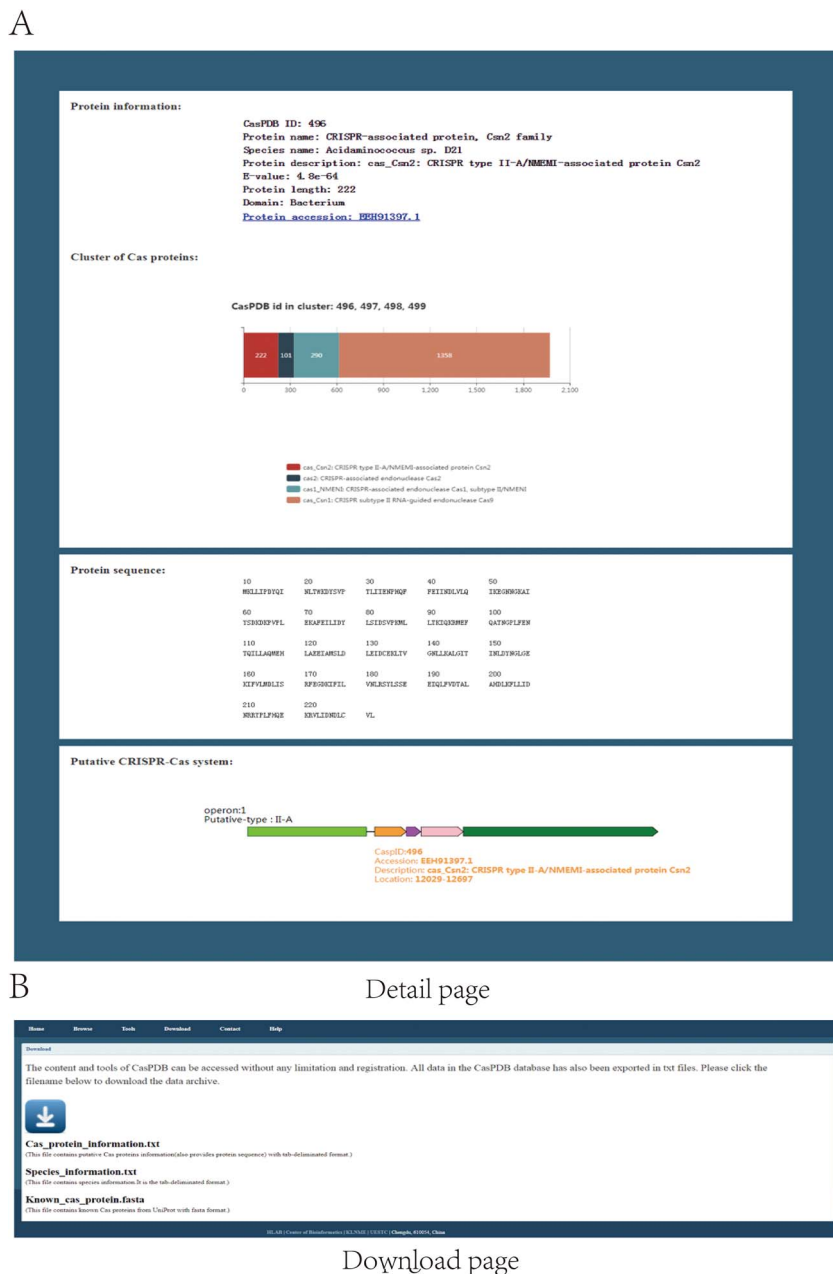 A
Protein information:
CasPDB ID: 496
Protein name: CRISPR-associated protein, Csn2 family
Species name: Acidaminococcus sp. D21
Protein description: cas_Csn2: CRISPR type II-A/NMEMI-associated protein Csn2
E-value: 4.8e-64
Protein length: 222
Domain: Bacterium
Protein accession: EEH91397.1
Cluster of Cas proteins:
CasPDB id in cluster: 496, 497, 498, 499
222 101 290 1358
0 300 600 900 1,200 1,500 1,800 2,100
cas_Csn2: CRISPR type II-A/NMEMI-associated protein Csn2
cas2: CRISPR-associated endonuclease Cas2
cas1_NMENI: CRISPR-associated endonuclease Cas1, subtype II/NMENI
cas_Csn1: CRISPR subtype II RNA-guided endonuclease Cas9
Protein sequence:
10 20 30 40 50
60 70 80 90 100
110 120 130 140 150
160 170 180 190 200
210 220
VL
Putative CRISPR-Cas system:
operon:1
Putative-type : II-A
CaspID:496
Accession: EEH91397.1
Description: cas_Csn2: CRISPR type II-A/NMEMI-associated protein Csn2
Location: 12029-12697
Detail page
B
Home Browse Tools Download Contact Help
Download
The content and tools of CasPDB can be accessed without any limitation and registration. All data in the CasPDB database has also been exported in txt files. Please click the
filename below to download the data archive.
Cas_protein_information.txt
(This file contains putative Cas proteins information(also provides protein sequence) with tab-deliminated format.)
Species_information.txt
(This file contains species information.It is the tab-deliminated format.)
Known_cas_protein.fasta
(This file contains known Cas proteins from UniProt with fasta format.)
Center of Bioinformatics | KLNME | UESTC | Chengdu, 610054, China
Download page